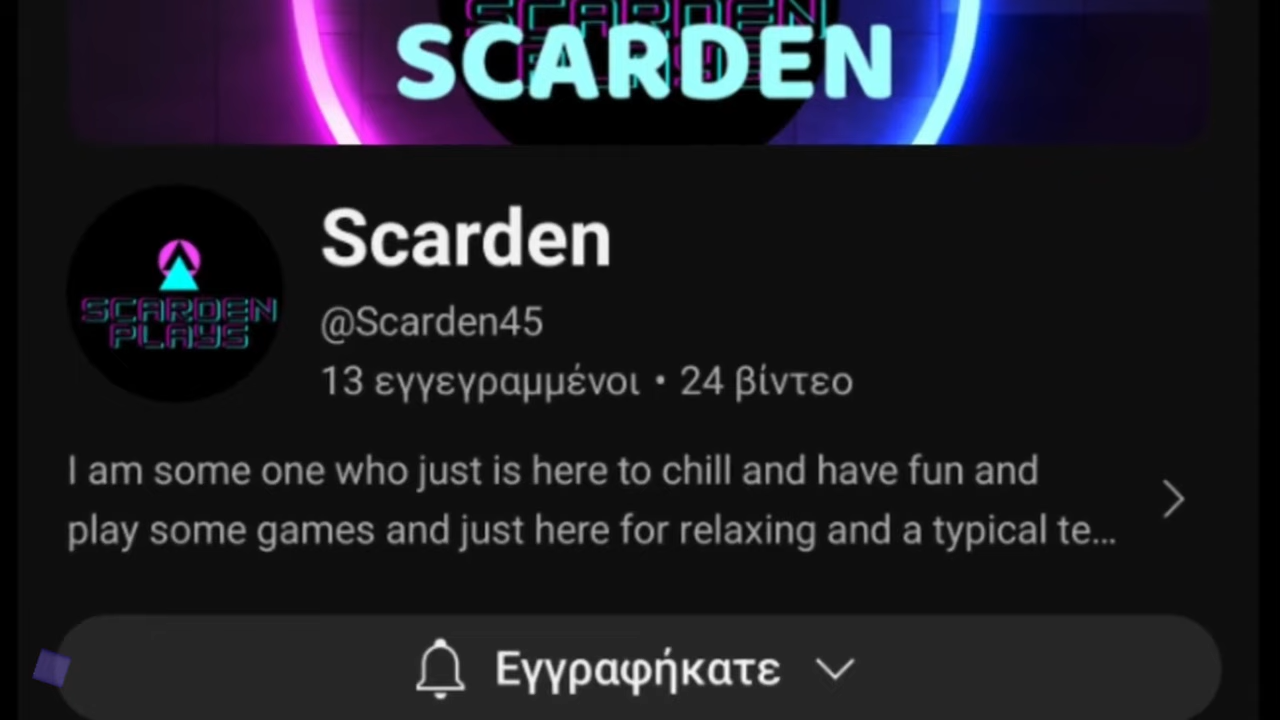 SCARDEN
SCARDEN
Scarden
SCARDEN
PLAYS
@Scarden45
13 εγγεγραμμένοι • 24 βίντεο
I am some one who just is here to chill and have fun and
play some games and just here for relaxing and a typical te...
Εγγραφήκατε